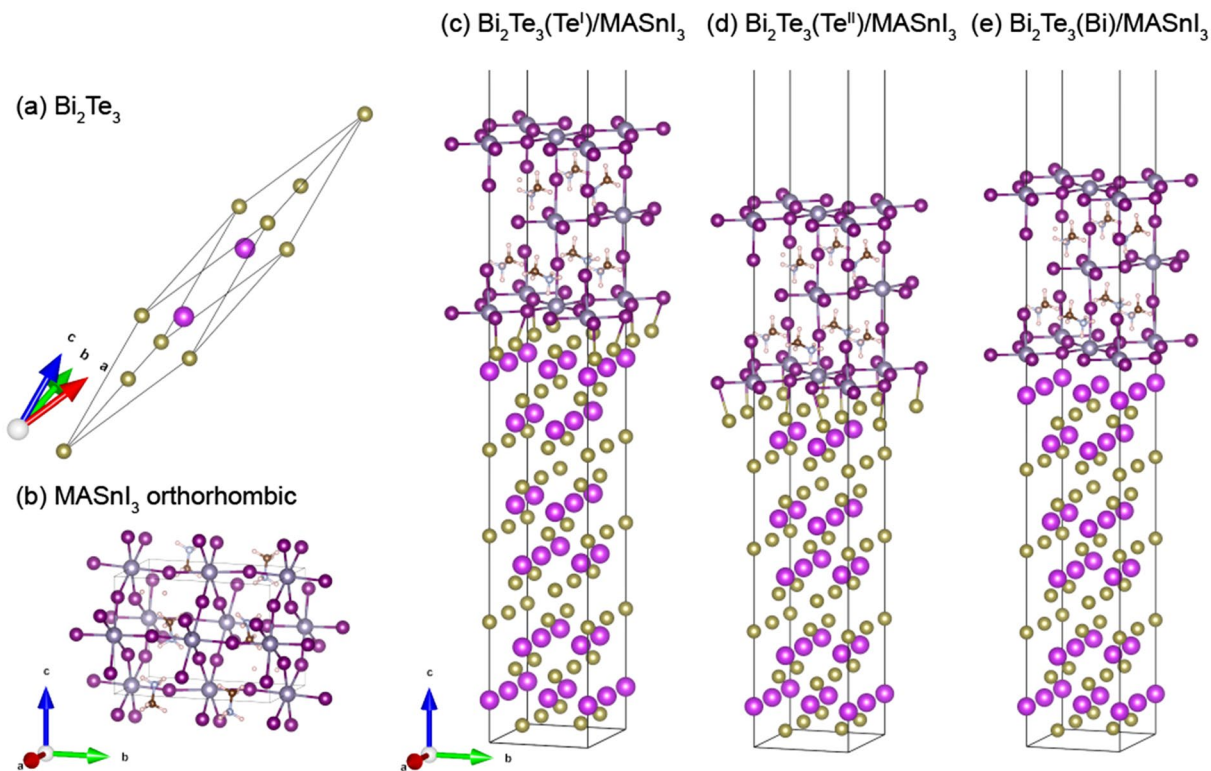 (c) Bi₂Te₃(Teᴵ)/MASnI₃
(d) Bi₂Te₃(Teᴵᴵ)/MASnI₃
(e) Bi₂Te₃(Bi)/MASnI₃
(a) Bi₂Te₃
c
b
a
(b) MASnI₃ orthorhombic
c
b
a
c
b
a